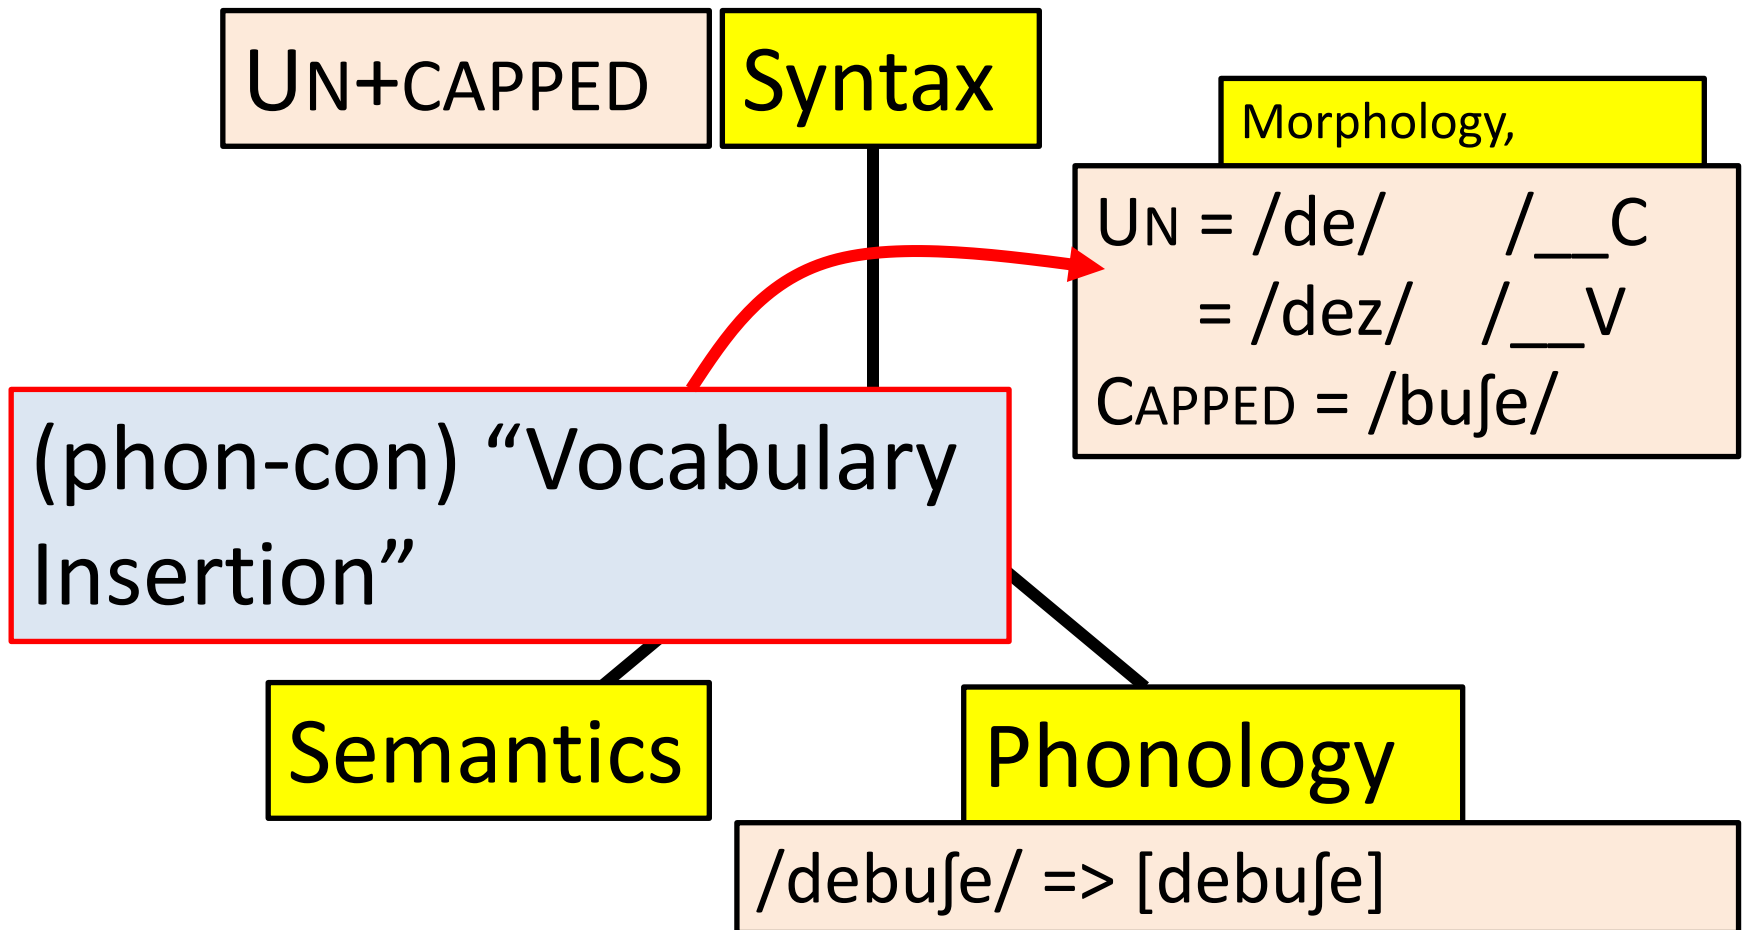 UN+CAPPED
Syntax
Morphology,
UN = /de/ /__C
= /dez/ /__V
CAPPED = /buʃe/
(phon-con) “Vocabulary
Insertion”
Semantics
Phonology
/debuʃe/ => [debuʃe]